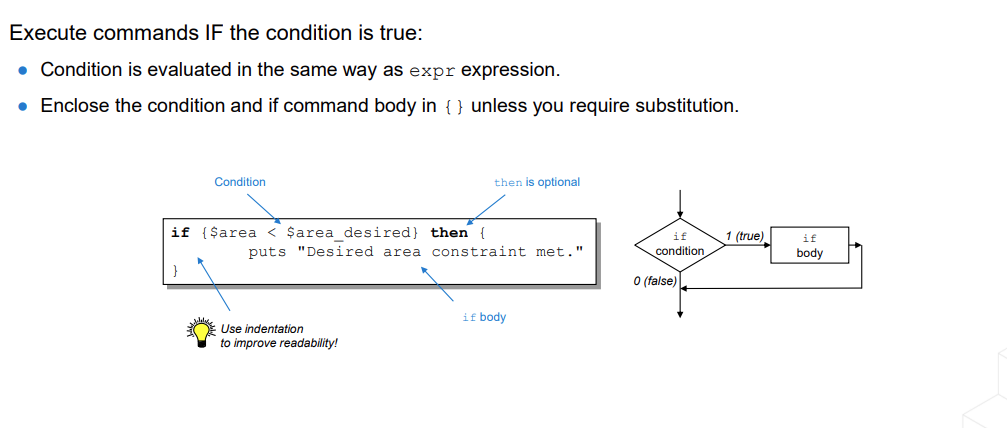 Execute commands IF the condition is true:
● Condition is evaluated in the same way as expr expression.
● Enclose the condition and if command body in { } unless you require substitution.
Condition
then is optional
if {$area < $area_desired} then {
puts "Desired area constraint met."
}
if body
Use indentation
to improve readability!
if
condition
1 (true)
if
body
0 (false)